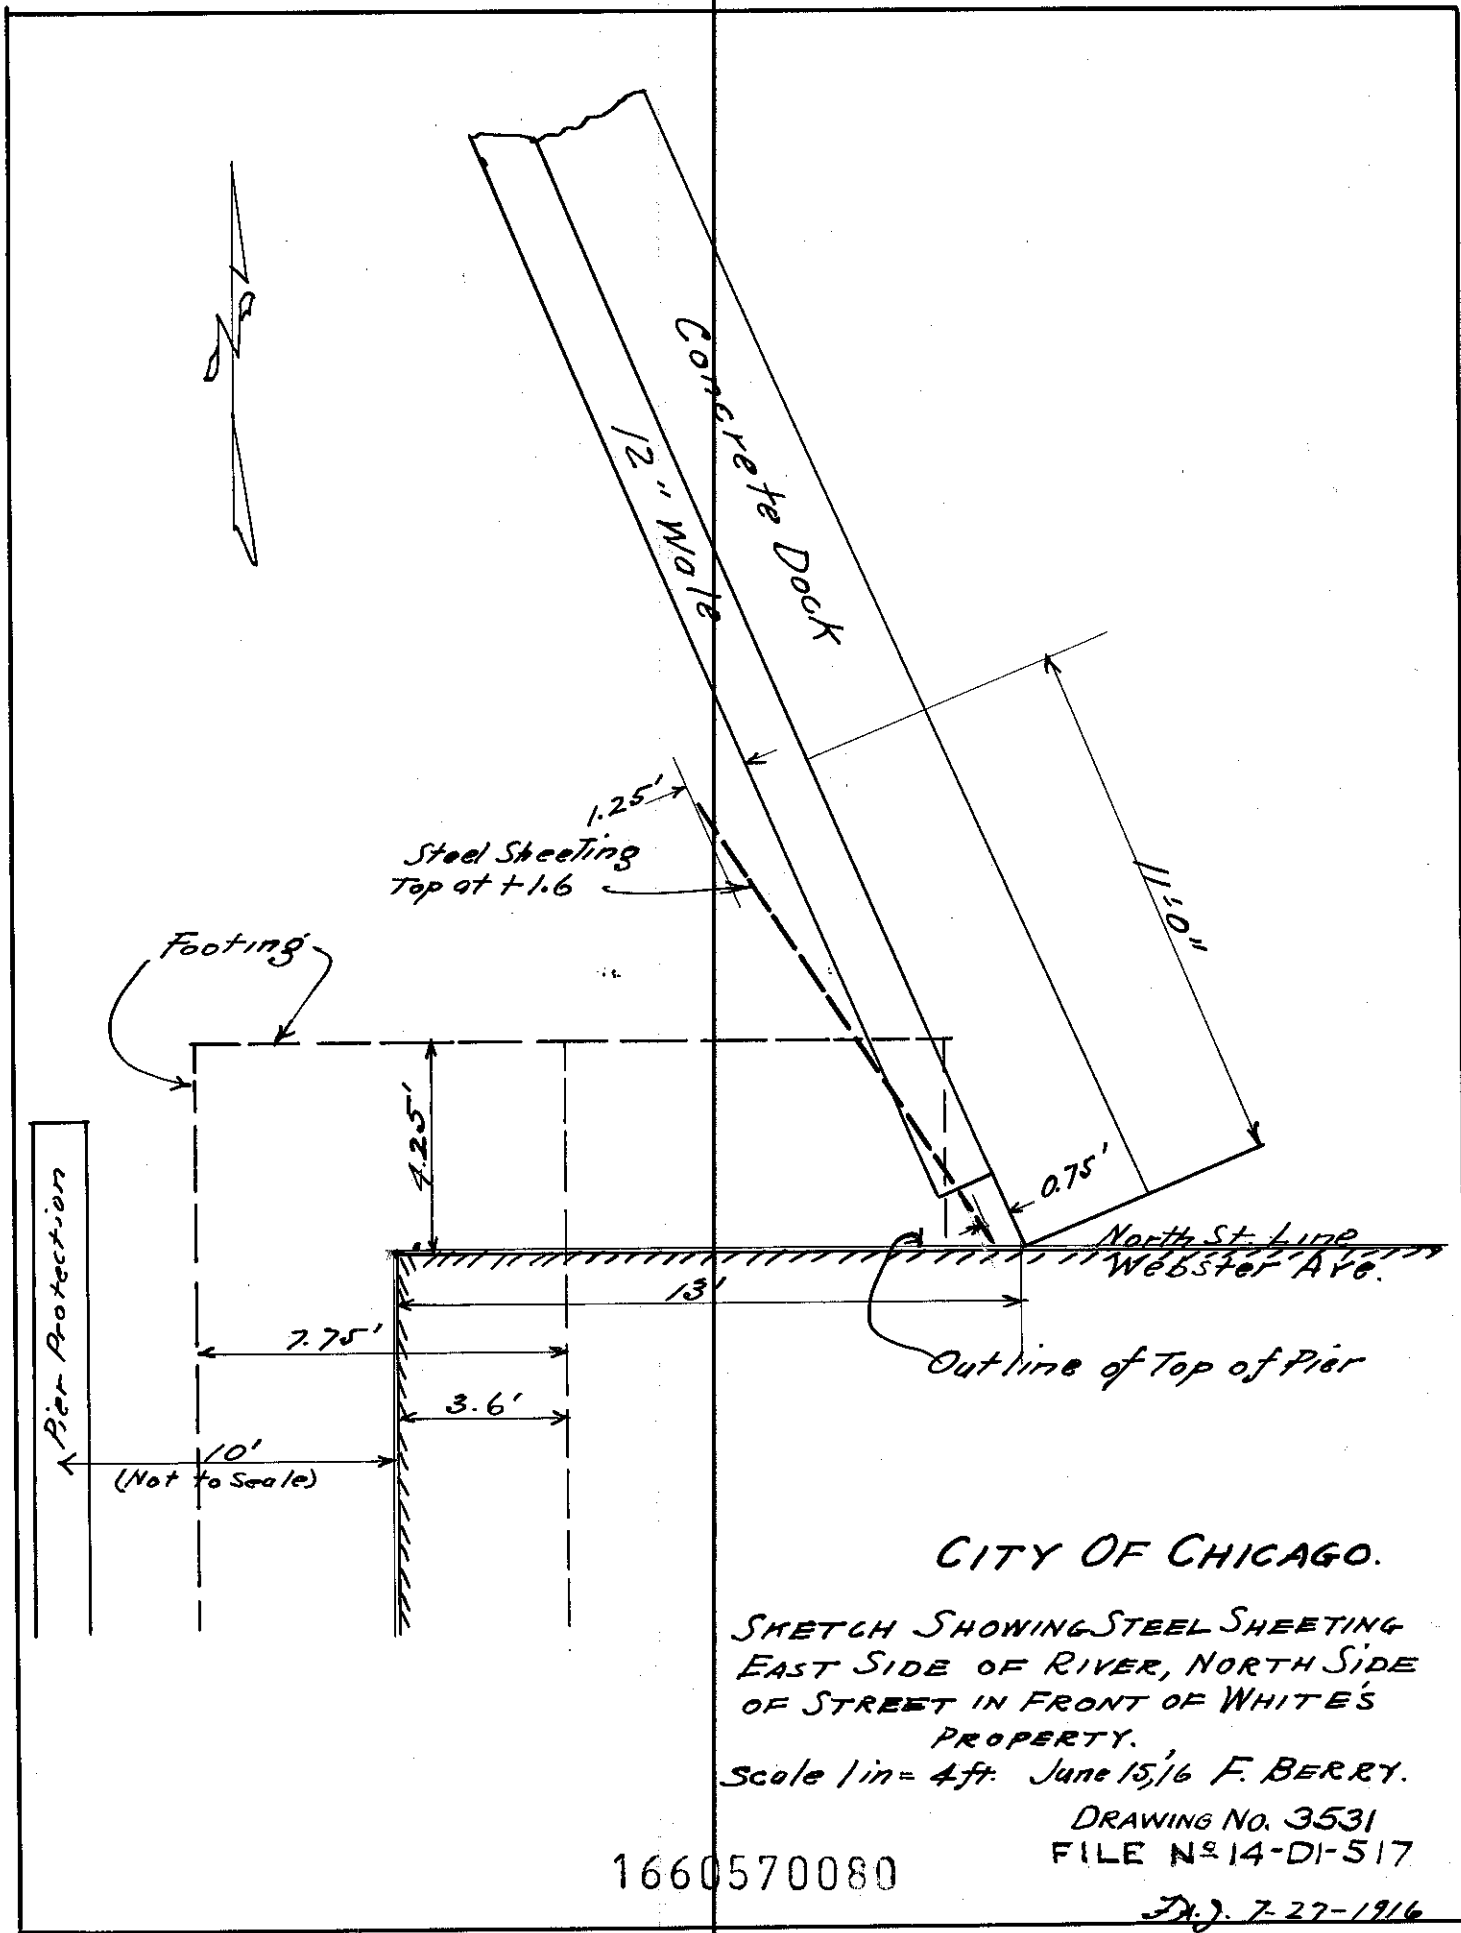 Concrete Dock
12" Wale
1.25'
Steel Sheeting
Top at +1.6
11'-0"
Footing
4.25'
0.75'
Pier Protection
North St. Line
Webster Ave.
13'
7.75'
Outline of Top of Pier
3.6'
10'
(Not to Scale)
CITY OF CHICAGO.
SKETCH SHOWING STEEL SHEETING
EAST SIDE OF RIVER, NORTH SIDE
OF STREET IN FRONT OF WHITE'S
PROPERTY.
Scale 1in = 4ft. June 15,'16 F. BERRY.
DRAWING No. 3531
FILE No 14-D1-517
1660570080
7-27-1916